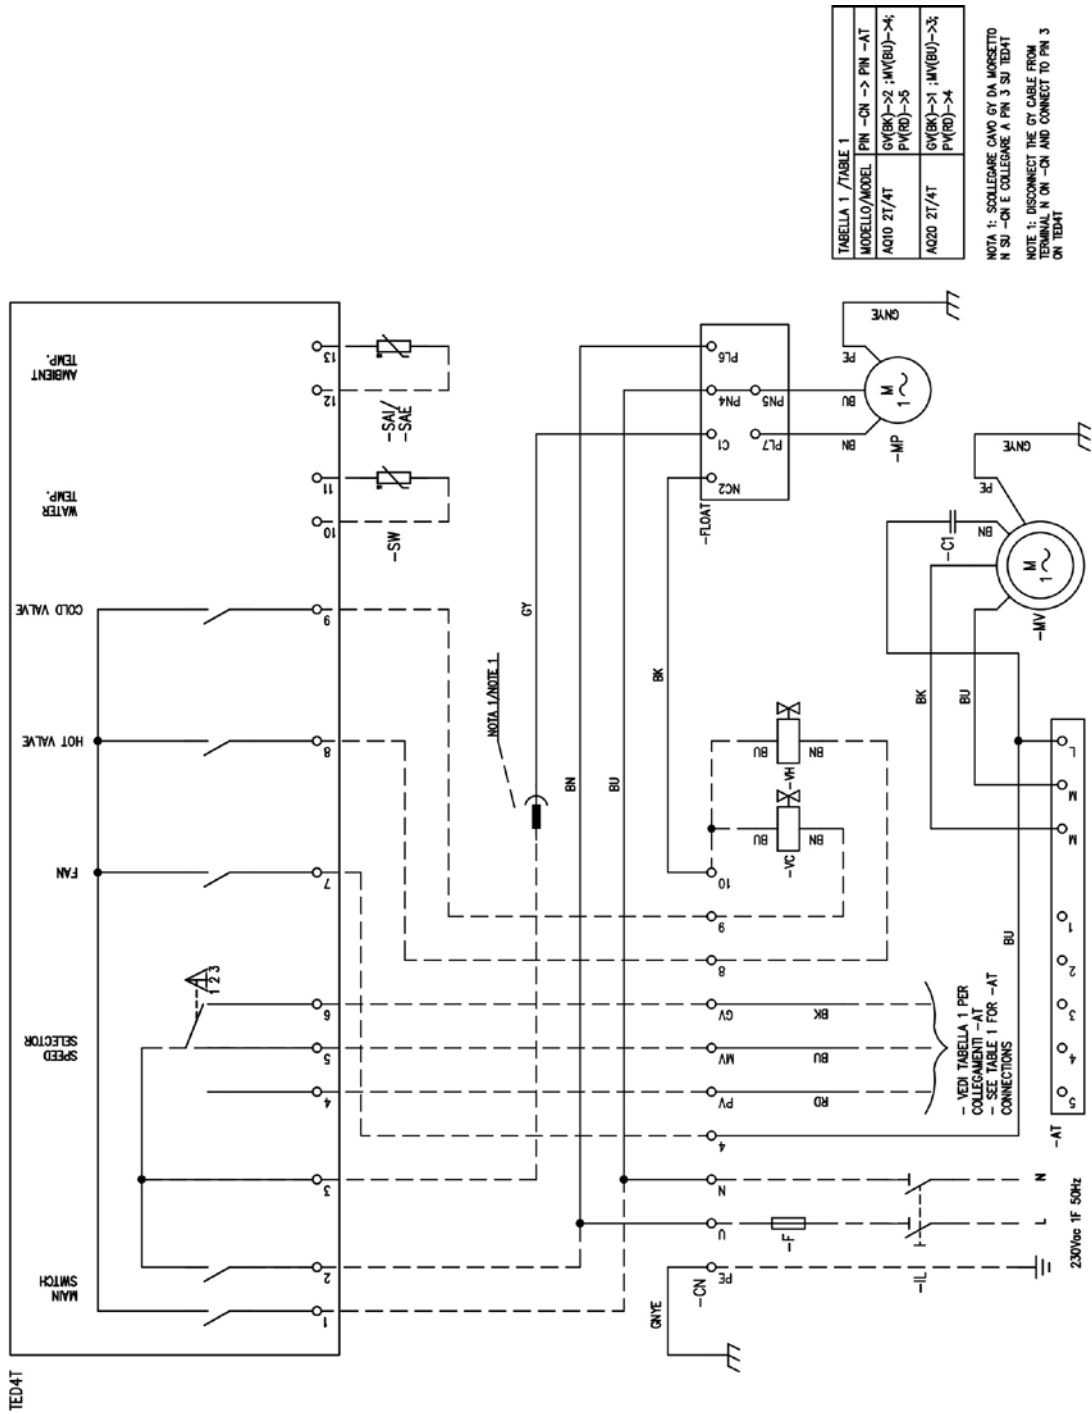 TED4T
MAIN
SWITCH
SPEED
SELECTOR
1 2 3
FAN
HOT VALVE
COLD VALVE
WATER
TEMP.
AMBIENT
TEMP.
1
2
3
4
5
6
7
8
9
10
11
12
13
-SW
-SAI/
-SAE
NOTA 1/NOTE 1
GY
BN
BU
BK
-FLOAT
NC2
C1
PN4
PL6
PL7
PN5
BN
BU
PE
GNYE
M
1~
-MP
GNYE
-CN
PE
U
N
4
PV
MV
GV
8
9
10
RD
BU
BK
BU
BN
-VC
BU
BN
-VH
- VEDI TABELLA 1 PER
COLLEGAMENTI -AT
- SEE TABLE 1 FOR -AT
CONNECTIONS
-F
-IL
L
N
230Vac 1F 50Hz
-AT
5
4
3
2
1
M
M
L
BU
BK
BU
-C1
BN
PE
GNYE
M
1~
-MV
TABELLA 1 /TABLE 1
MODELLO/MODEL PIN -CN -> PIN -AT
AQ10 2T/4T GV(BK)->2 ;MV(BU)->4;
PV(RD)->5
AQ20 2T/4T GV(BK)->1 ;MV(BU)->3;
PV(RD)->4
NOTA 1: SCOLLEGARE CAVO GY DA MORSETTO
N SU -CN E COLLEGARE A PIN 3 SU TED4T
NOTE 1: DISCONNECT THE GY CABLE FROM
TERMINAL N ON -CN AND CONNECT TO PIN 3
ON TED4T